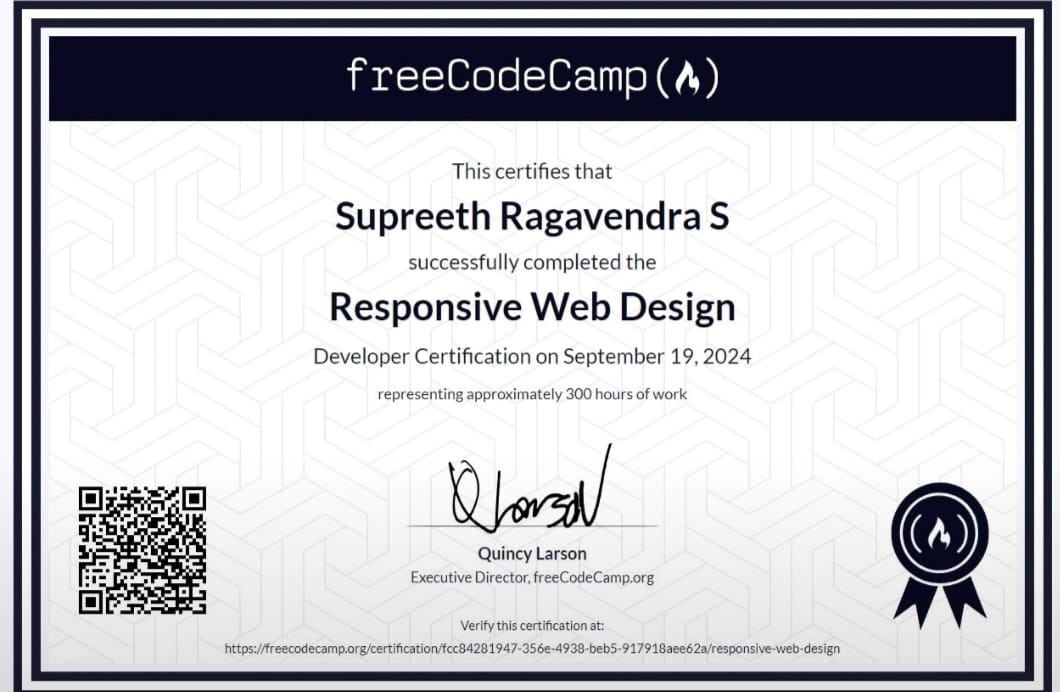 freeCodeCamp
This certifies that
Supreeth Ragavendra S
successfully completed the
Responsive Web Design
Developer Certification on September 19, 2024
representing approximately 300 hours of work
Q Larson
Quincy Larson
Executive Director, freeCodeCamp.org
Verify this certification at:
https://freecodecamp.org/certification/fcc84281947-356e-4938-beb5-917918aee62a/responsive-web-design